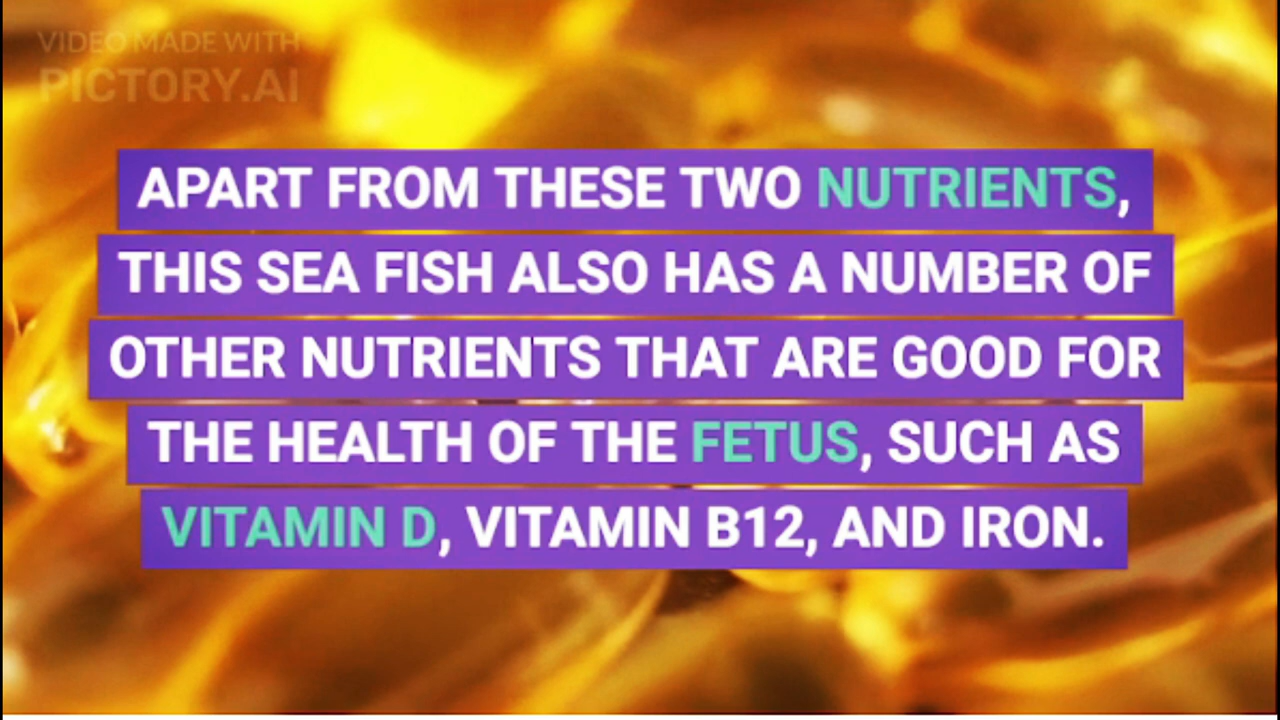 VIDEO MADE WITH
PICTORY.AI
APART FROM THESE TWO NUTRIENTS,
THIS SEA FISH ALSO HAS A NUMBER OF
OTHER NUTRIENTS THAT ARE GOOD FOR
THE HEALTH OF THE FETUS, SUCH AS
VITAMIN D, VITAMIN B12, AND IRON.